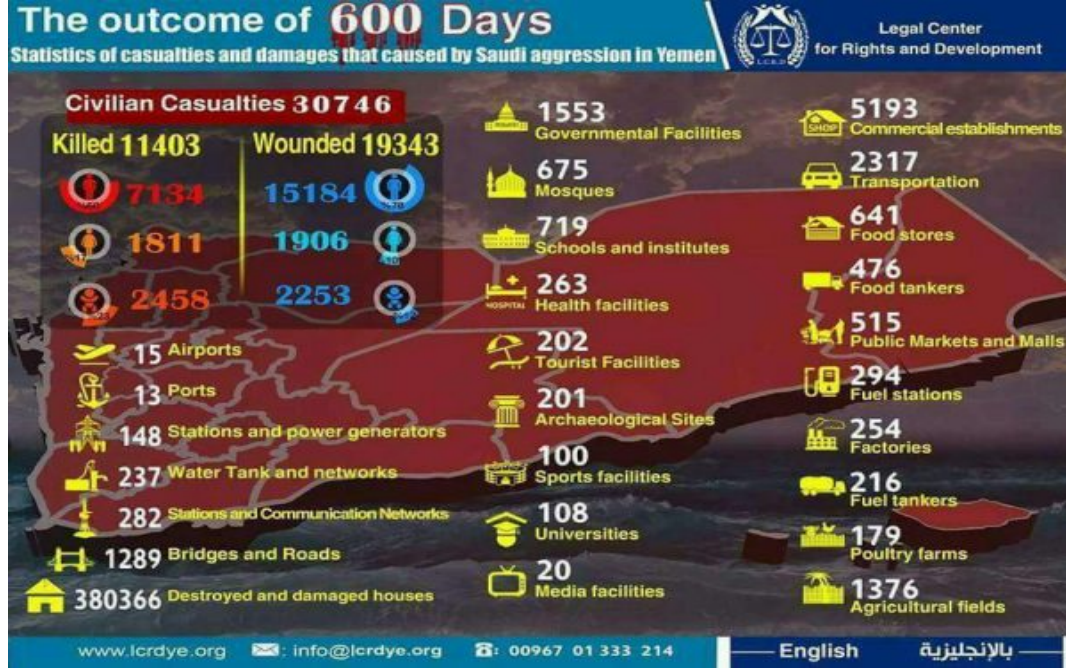 The outcome of 600 Days
Statistics of casualties and damages that caused by Saudi aggression in Yemen
Legal Center
for Rights and Development
L.C.R.D
Civilian Casualties 30746
Killed 11403
Wounded 19343
7134
15184
1811
1906
2458
2253
15 Airports
13 Ports
148 Stations and power generators
237 Water Tank and networks
282 Stations and Communication Networks
1289 Bridges and Roads
380366 Destroyed and damaged houses
1553
Governmental Facilities
675
Mosques
719
Schools and institutes
HOSPITAL
263
Health facilities
202
Tourist Facilities
201
Archaeological Sites
100
Sports facilities
108
Universities
20
Media facilities
SHOP
5193
Commercial establishments
2317
Transportation
641
Food stores
476
Food tankers
515
Public Markets and Malls
294
Fuel stations
254
Factories
216
Fuel tankers
179
Poultry farms
1376
Agricultural fields
www.lcrdye.org
: info@lcrdye.org
: 00967 01 333 214
English
بالإنجليزية